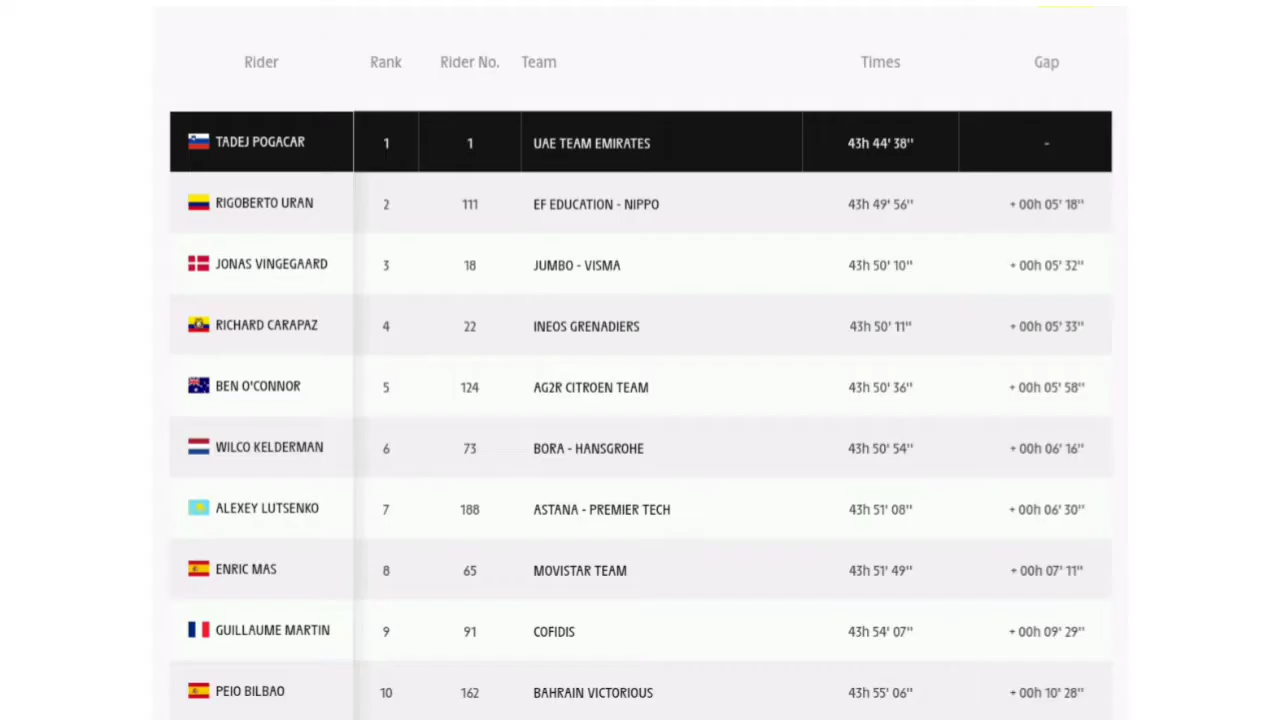 Rider Rank Rider No. Team Times Gap
TADEJ POGACAR 1 1 UAE TEAM EMIRATES 43h 44' 38'' -
RIGOBERTO URAN 2 111 EF EDUCATION - NIPPO 43h 49' 56'' + 00h 05' 18''
JONAS VINGEGAARD 3 18 JUMBO - VISMA 43h 50' 10'' + 00h 05' 32''
RICHARD CARAPAZ 4 22 INEOS GRENADIERS 43h 50' 11'' + 00h 05' 33''
BEN O'CONNOR 5 124 AG2R CITROEN TEAM 43h 50' 36'' + 00h 05' 58''
WILCO KELDERMAN 6 73 BORA - HANSGROHE 43h 50' 54'' + 00h 06' 16''
ALEXEY LUTSENKO 7 188 ASTANA - PREMIER TECH 43h 51' 08'' + 00h 06' 30''
ENRIC MAS 8 65 MOVISTAR TEAM 43h 51' 49'' + 00h 07' 11''
GUILLAUME MARTIN 9 91 COFIDIS 43h 54' 07'' + 00h 09' 29''
PEIO BILBAO 10 162 BAHRAIN VICTORIOUS 43h 55' 06'' + 00h 10' 28''